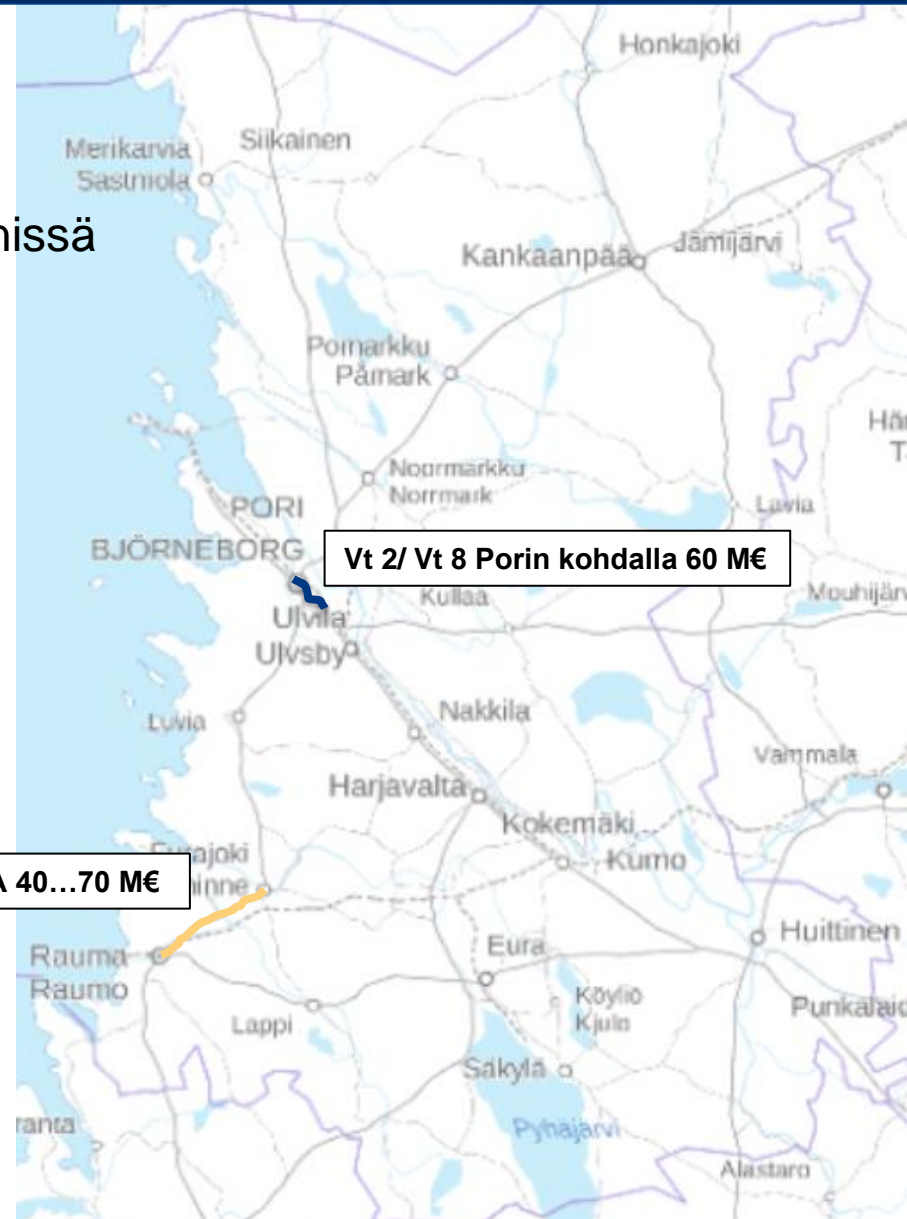 Honkajoki
Siikainen
Merikarvia
Sastmola
nissä
Kankaanpää
Jämijärvi
Pomarkku
Påmark
Noormarkku
Norrmark
Lavia
PORI
BJÖRNEBORG
Vt 2/ Vt 8 Porin kohdalla 60 M€
Kullaa
Mouhijärv
Ulvila
Ulvsby
Luvia
Nakkila
Vammala
Harjavalta
Kokemäki
Kumo
A 40...70 M€
Rauma
Raumo
Eura
Huittinen
Köyliö
Kjulo
Punkalaid
Lappi
Säkylä
ranta
Pyhäjärvi
Alastaro